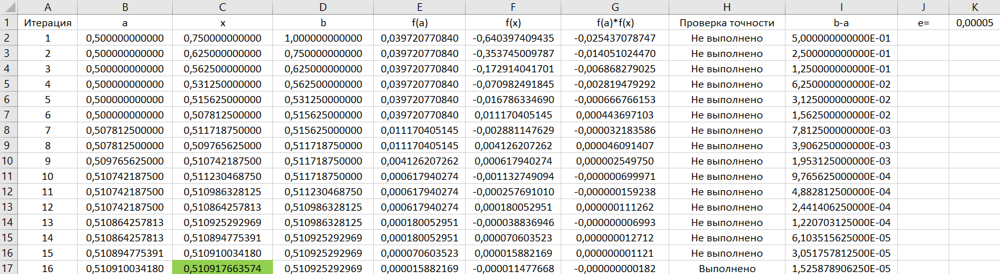 A B C D E F G H I J K
1 Итерация a x b f(a) f(x) f(a)*f(x) Проверка точности b-a e= 0,00005
2 1 0,500000000000 0,750000000000 1,000000000000 0,039720770840 -0,640397409435 -0,025437078747 Не выполнено 5,000000000000E-01
3 2 0,500000000000 0,625000000000 0,750000000000 0,039720770840 -0,353745009787 -0,014051024470 Не выполнено 2,500000000000E-01
4 3 0,500000000000 0,562500000000 0,625000000000 0,039720770840 -0,172914041701 -0,006868279025 Не выполнено 1,250000000000E-01
5 4 0,500000000000 0,531250000000 0,562500000000 0,039720770840 -0,070982491845 -0,002819479292 Не выполнено 6,250000000000E-02
6 5 0,500000000000 0,515625000000 0,531250000000 0,039720770840 -0,016786334690 -0,000666766153 Не выполнено 3,125000000000E-02
7 6 0,500000000000 0,507812500000 0,515625000000 0,039720770840 0,011170405145 0,000443697103 Не выполнено 1,562500000000E-02
8 7 0,507812500000 0,511718750000 0,515625000000 0,011170405145 -0,002881147629 -0,000032183586 Не выполнено 7,812500000000E-03
9 8 0,507812500000 0,509765625000 0,511718750000 0,011170405145 0,004126207262 0,000046091407 Не выполнено 3,906250000000E-03
10 9 0,509765625000 0,510742187500 0,511718750000 0,004126207262 0,000617940274 0,000002549750 Не выполнено 1,953125000000E-03
11 10 0,510742187500 0,511230468750 0,511718750000 0,000617940274 -0,001132749094 -0,000000699971 Не выполнено 9,765625000000E-04
12 11 0,510742187500 0,510986328125 0,511230468750 0,000617940274 -0,000257691010 -0,000000159238 Не выполнено 4,882812500000E-04
13 12 0,510742187500 0,510864257813 0,510986328125 0,000617940274 0,000180052951 0,000000111262 Не выполнено 2,441406250000E-04
14 13 0,510864257813 0,510925292969 0,510986328125 0,000180052951 -0,000038836946 -0,000000006993 Не выполнено 1,220703125000E-04
15 14 0,510864257813 0,510894775391 0,510925292969 0,000180052951 0,000070603523 0,000000012712 Не выполнено 6,103515625000E-05
16 15 0,510894775391 0,510910034180 0,510925292969 0,000070603523 0,000015882169 0,000000001121 Не выполнено 3,051757812500E-05
17 16 0,510910034180 0,510917663574 0,510925292969 0,000015882169 -0,000011477668 -0,000000000182 Выполнено 1,525878906250E-05